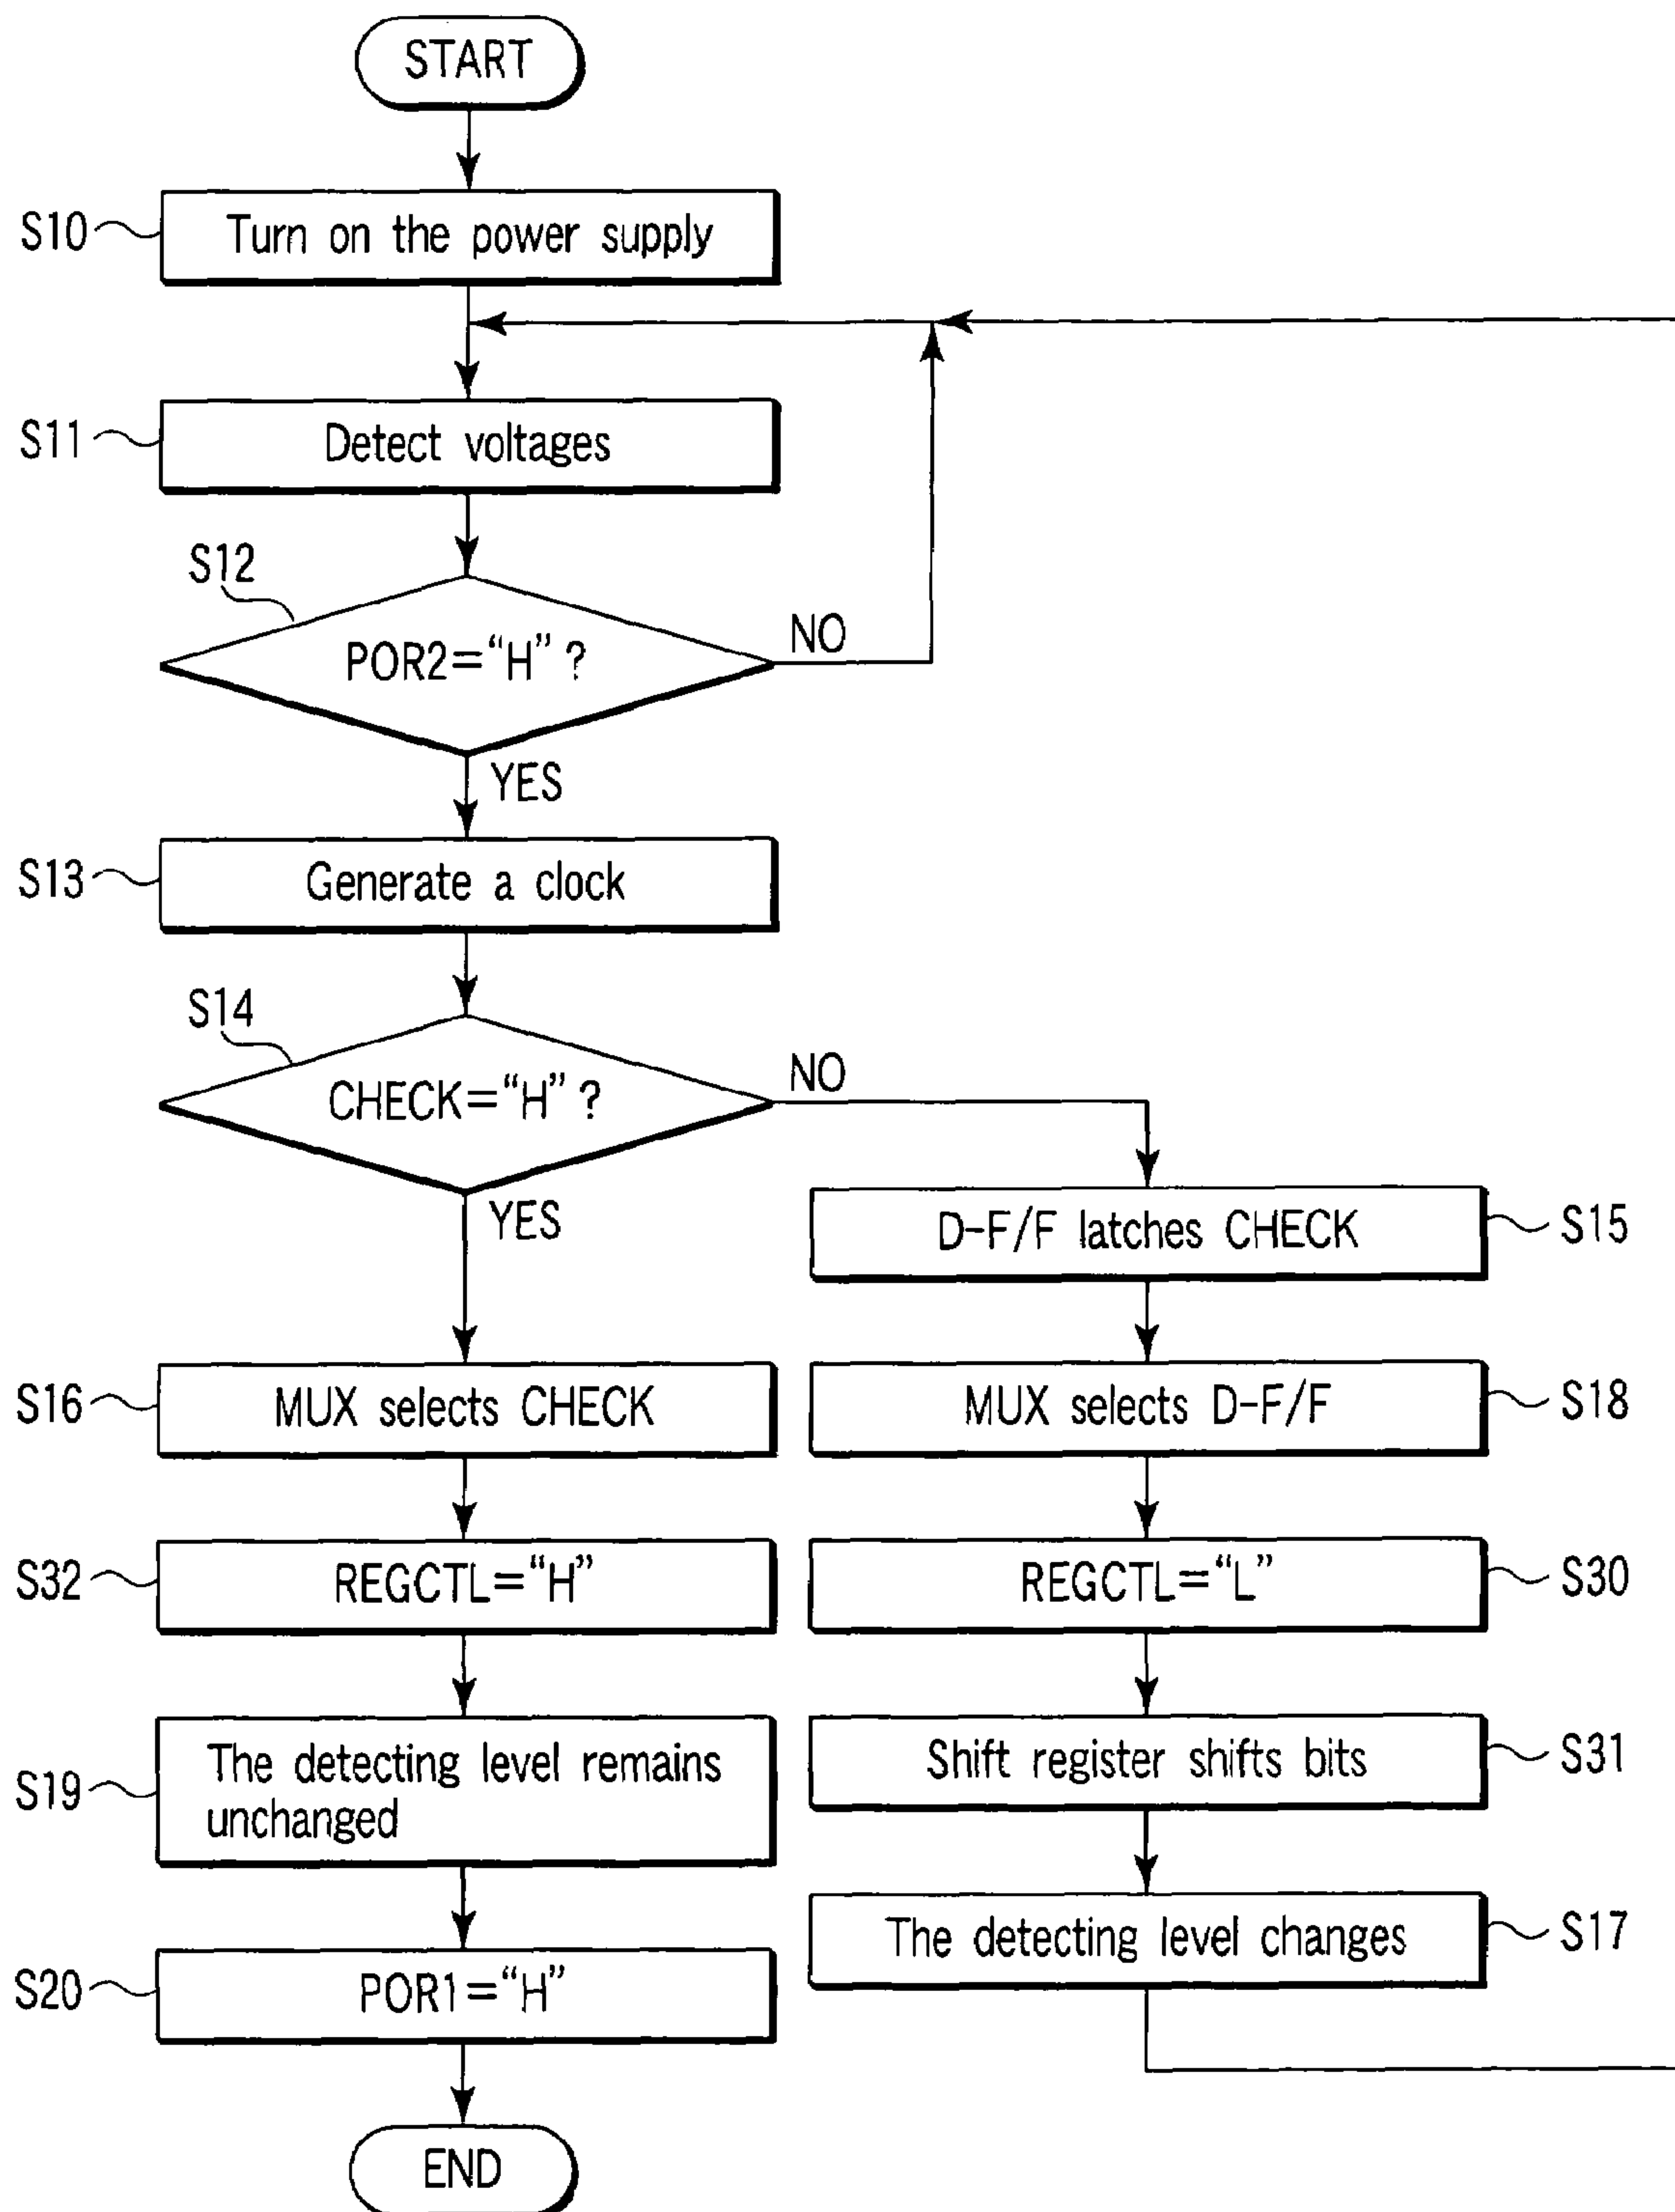 START
S10
Turn on the power supply
S11
Detect voltages
S12
POR2="H"?
NO
YES
S13
Generate a clock
S14
CHECK="H"?
NO
YES
D-F/F latches CHECK
S15
S16
MUX selects CHECK
MUX selects D-F/F
S18
S32
REGCTL="H"
REGCTL="L"
S30
S19
The detecting level remains
unchanged
Shift register shifts bits
S31
The detecting level changes
S17
S20
POR1="H"
END